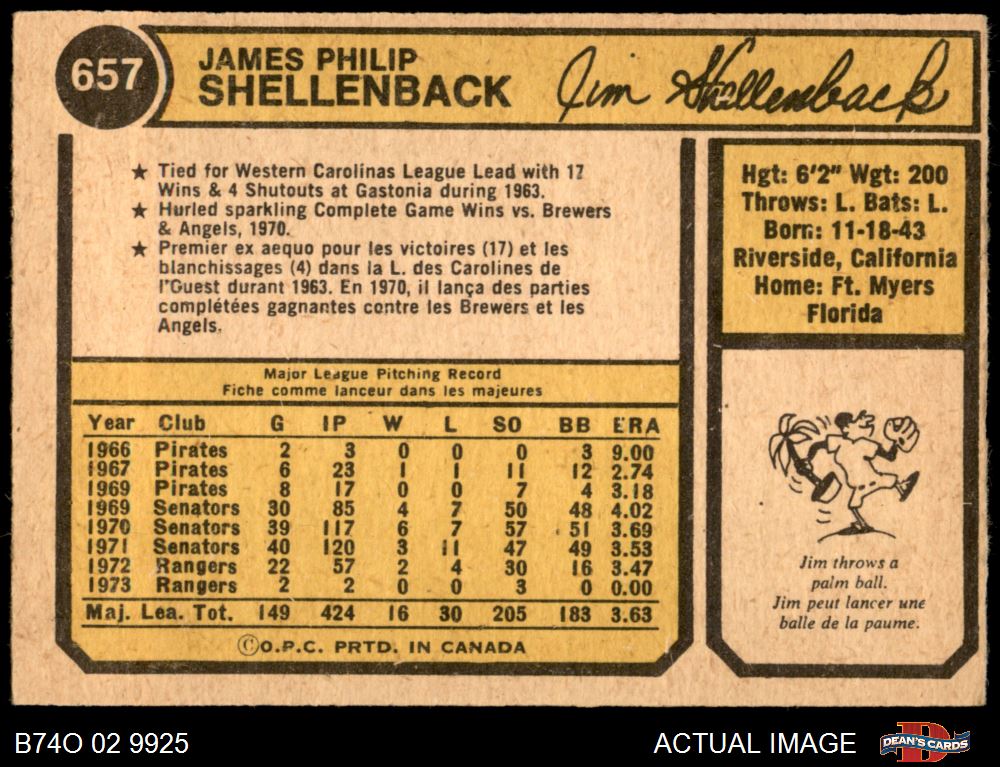 657
JAMES PHILIP
SHELLENBACK
Jim Shellenback
★ Tied for Western Carolinas League Lead with 17
Wins & 4 Shutouts at Gastonia during 1963.
★ Hurled sparkling Complete Game Wins vs. Brewers
& Angels, 1970.
★ Premier ex aequo pour les victoires (17) et les
blanchissages (4) dans la L. des Carolines de
l'Guest durant 1963. En 1970, il lança des parties
complétées gagnantes contre les Brewers et les
Angels.
Hgt: 6'2" Wgt: 200
Throws: L. Bats: L.
Born: 11-18-43
Riverside, California
Home: Ft. Myers
Florida
Major League Pitching Record
Fiche comme lanceur dans les majeures
Year Club G IP W L SO BB ERA
1966 Pirates 2 3 0 0 0 3 9.00
1967 Pirates 6 23 1 1 11 12 2.74
1969 Pirates 8 17 0 0 7 4 3.18
1969 Senators 30 85 4 7 50 48 4.02
1970 Senators 39 117 6 7 57 51 3.69
1971 Senators 40 120 3 11 47 49 3.53
1972 Rangers 22 57 2 4 30 16 3.47
1973 Rangers 2 2 0 0 3 0 0.00
Maj. Lea. Tot. 149 424 16 30 205 183 3.63
©O.P.C. PRTD. IN CANADA
Jim throws a
palm ball.
Jim peut lancer une
balle de la paume.
B74O 02 9925
ACTUAL IMAGE
DEAN'S CARDS